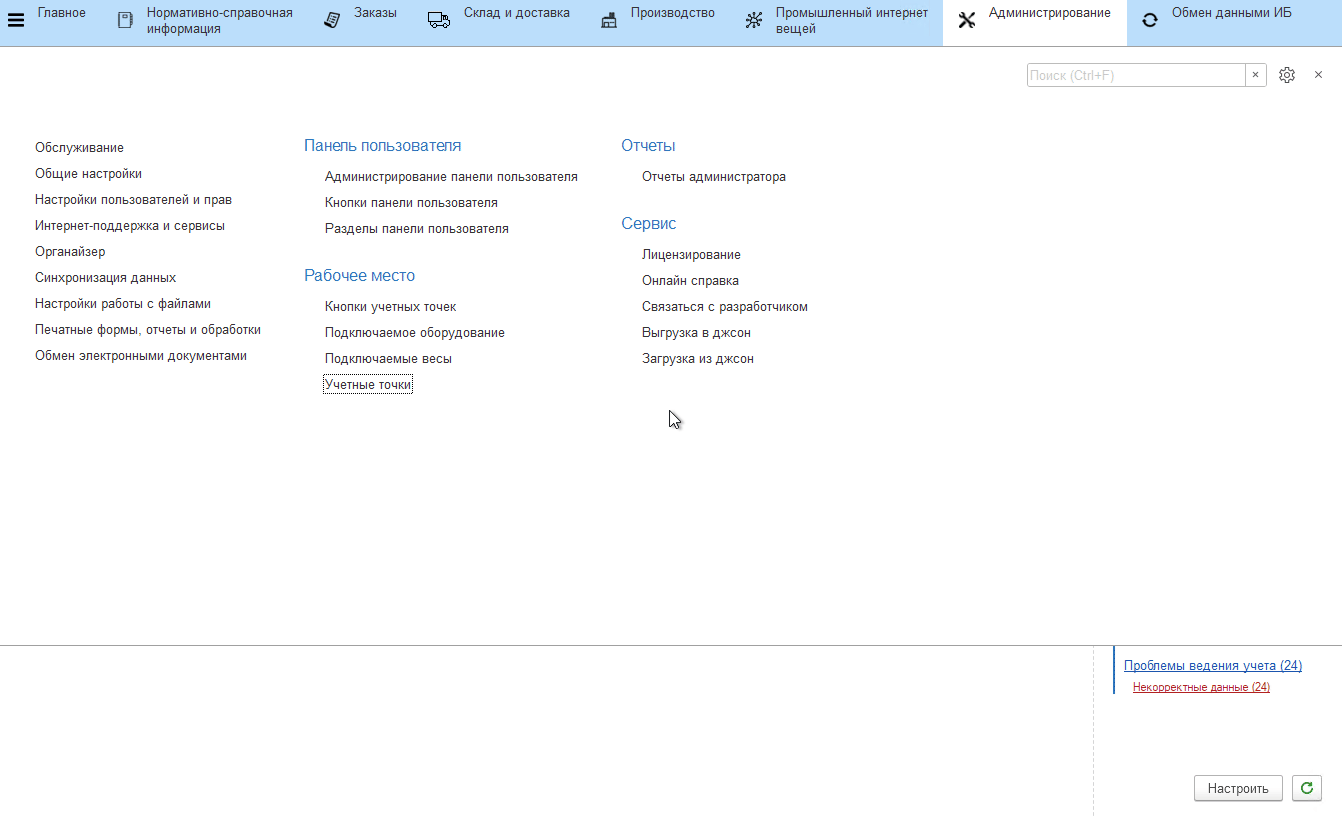 Главное
Нормативно-справочная
информация
Заказы
Склад и доставка
Производство
Промышленный интернет
вещей
Администрирование
Обмен данными ИБ
Поиск (Ctrl+F)
Обслуживание
Общие настройки
Настройки пользователей и прав
Интернет-поддержка и сервисы
Органайзер
Синхронизация данных
Настройки работы с файлами
Печатные формы, отчеты и обработки
Обмен электронными документами
Панель пользователя
Администрирование панели пользователя
Кнопки панели пользователя
Разделы панели пользователя
Рабочее место
Кнопки учетных точек
Подключаемое оборудование
Подключаемые весы
Учетные точки
Отчеты
Отчеты администратора
Сервис
Лицензирование
Онлайн справка
Связаться с разработчиком
Выгрузка в джсон
Загрузка из джсон
Проблемы ведения учета (24)
Некорректные данные (24)
Настроить